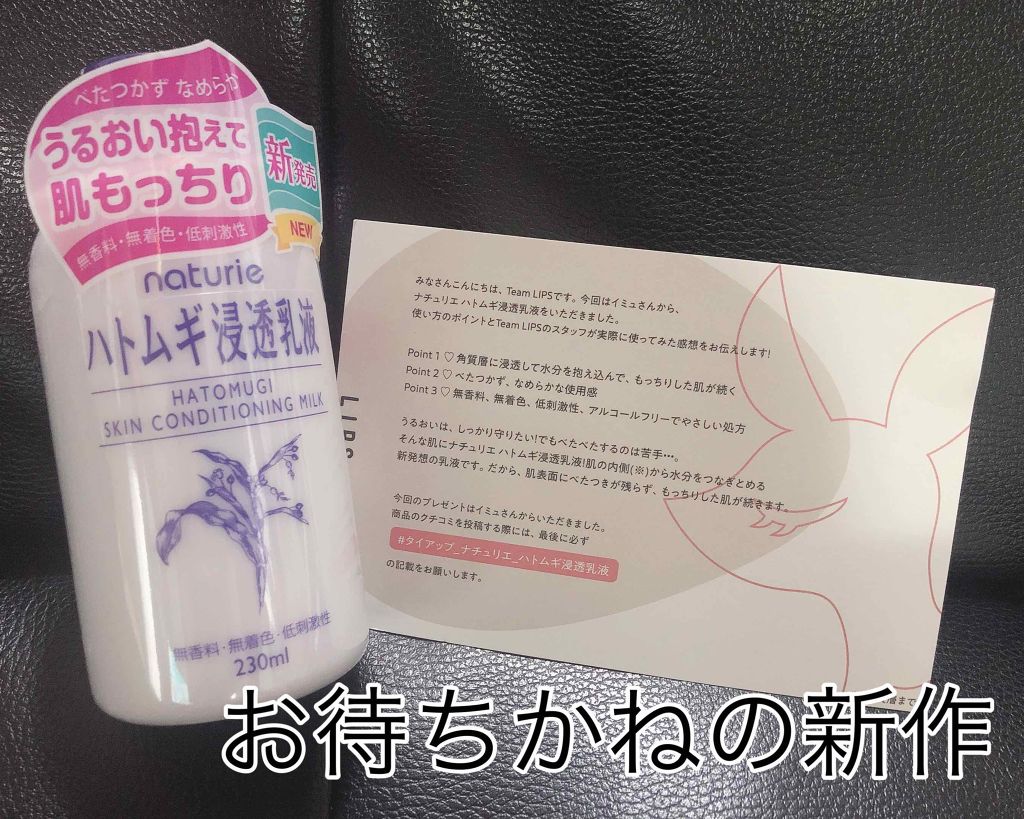 べたつかず なめらか
うるおい抱えて
肌もっちり
無香料・無着色・低刺激性
新発売
NEW
naturie
ハトムギ浸透乳液
HATOMUGI
SKIN CONDITIONING MILK
無香料・無着色・低刺激性
230ml
LIPS
みなさんこんにちは、Team LIPSです。今回はイミュさんから、
ナチュリエ ハトムギ浸透乳液をいただきました。
使い方のポイントとTeam LIPSのスタッフが実際に使ってみた感想をお伝えします!
Point 1 ♡ 角質層に浸透して水分を抱え込んで、もっちりした肌が続く
Point 2 ♡ べたつかず、なめらかな使用感
Point 3 ♡ 無香料、無着色、低刺激性、アルコールフリーでやさしい処方
うるおいは、しっかり守りたい!でもべたべたするのは苦手…。
そんな肌にナチュリエ ハトムギ浸透乳液!肌の内側(※)から水分をつなぎとめる
新発想の乳液です。だから、肌表面にべたつきが残らず、もっちりした肌が続きます。
今回のプレゼントはイミュさんからいただきました。
商品のクチコミを投稿する際には、最後に必ず
#タイアップ_ナチュリエ_ハトムギ浸透乳液
の記載をお願いします。
層まで
お待ちかねの新作